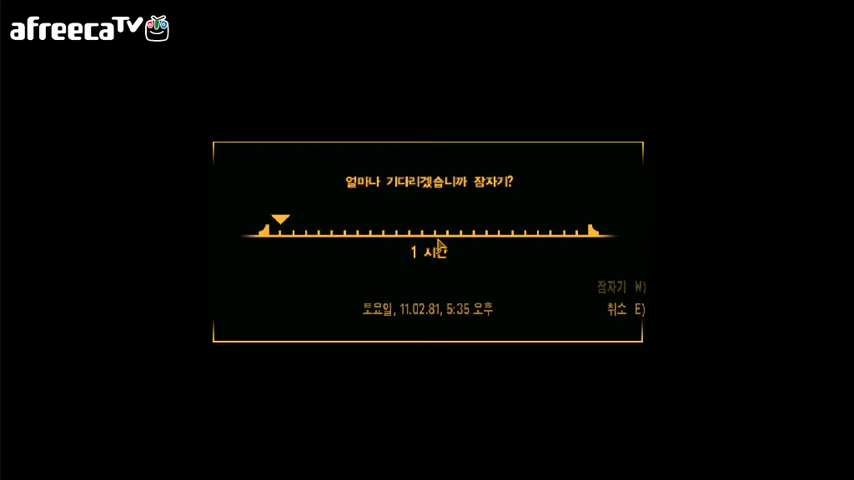 afreecaTV
얼마나 기다리겠습니까 잠자기?
1 시간
잠자기 W)
토요일, 11.02.81, 5:35 오후
취소 E)